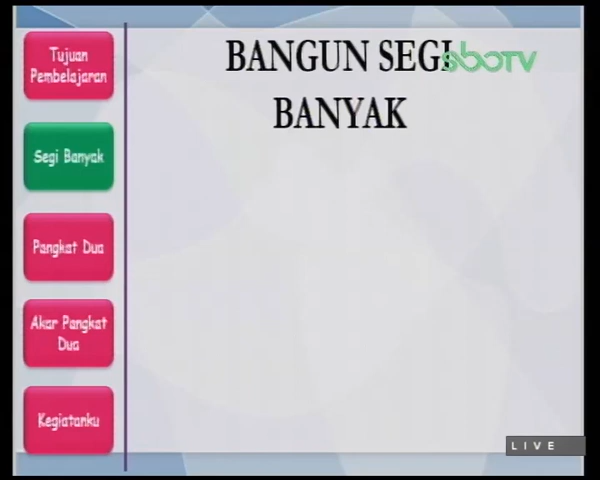 BANGUN SEGI
sboTV
BANYAK
Tujuan
Pembelajaran
Segi Banyak
Pangkat Dua
Akar Pangkat
Dua
Kegiatanku
LIVE